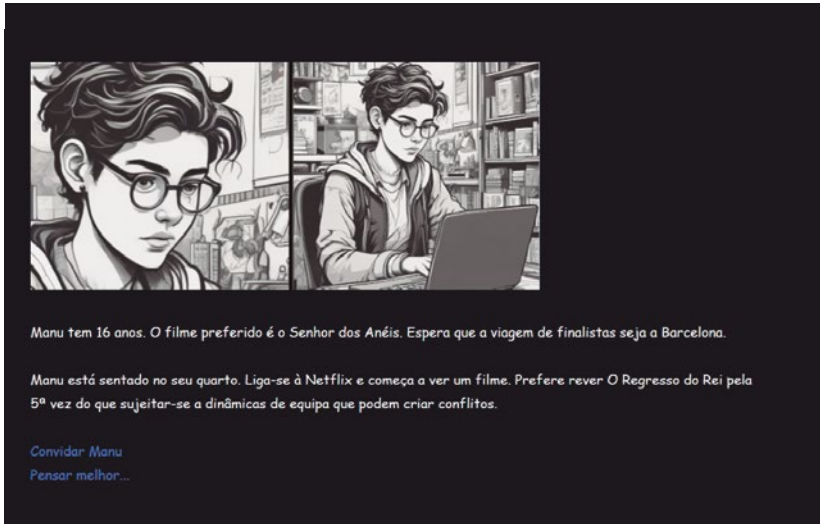 Manu tem 16 anos. O filme preferido é o Senhor dos Anéis. Espera que a viagem de finalistas seja a Barcelona.
Manu está sentado no seu quarto. Liga-se à Netflix e começa a ver um filme. Prefere rever O Regresso do Rei pela
5ª vez do que sujeitar-se a dinâmicas de equipa que podem criar conflitos.
Convidar Manu
Pensar melhor...